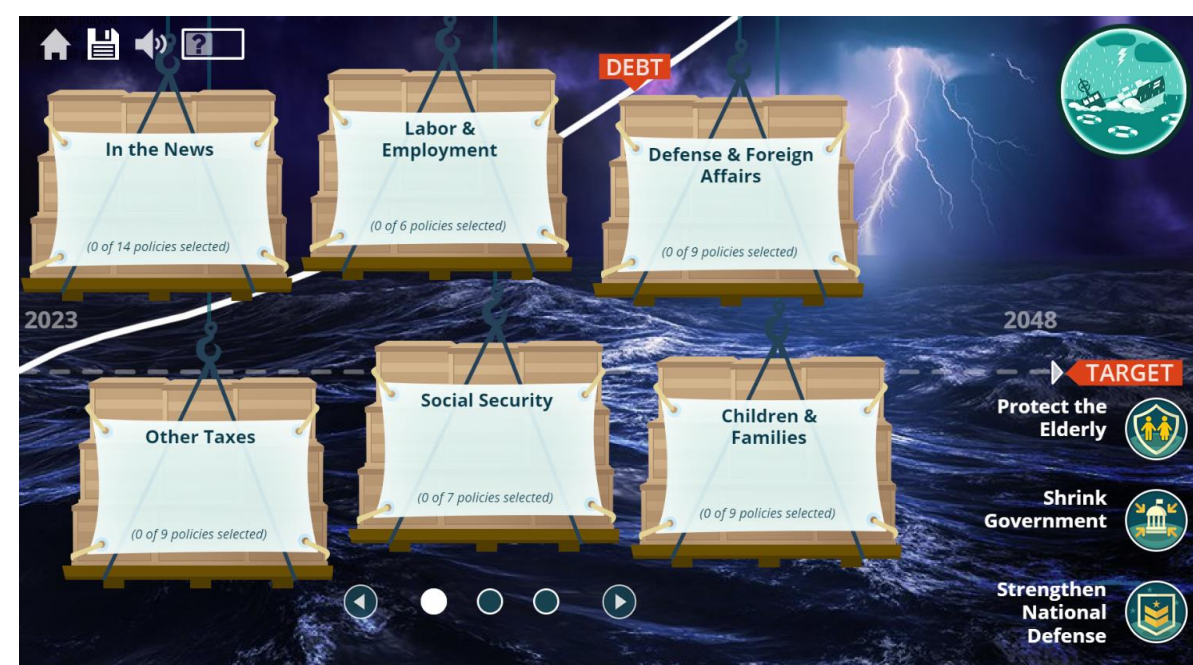 ?
DEBT
In the News
(0 of 14 policies selected)
Labor &
Employment
(0 of 6 policies selected)
Defense & Foreign
Affairs
(0 of 9 policies selected)
2023
2048
TARGET
Other Taxes
(0 of 9 policies selected)
Social Security
(0 of 7 policies selected)
Children &
Families
(0 of 9 policies selected)
Protect the
Elderly
Shrink
Government
Strengthen
National
Defense